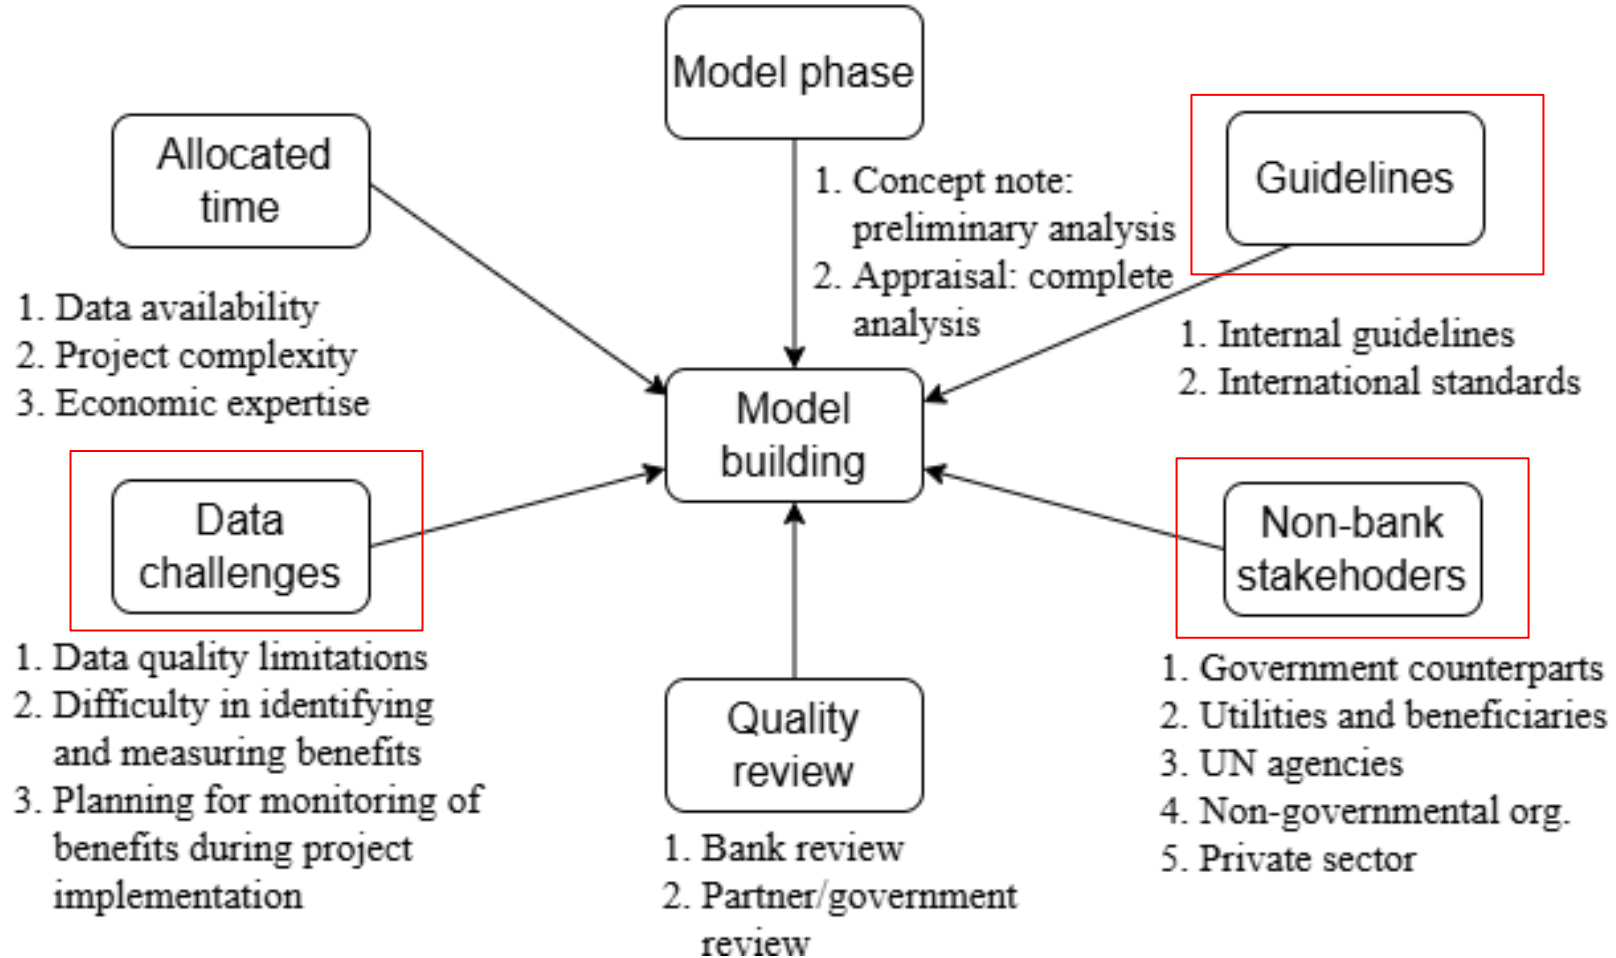 Model phase
1. Concept note:
preliminary analysis
2. Appraisal: complete
analysis
Allocated
time
1. Data availability
2. Project complexity
3. Economic expertise
Guidelines
1. Internal guidelines
2. International standards
Model
building
Data
challenges
1. Data quality limitations
2. Difficulty in identifying
and measuring benefits
3. Planning for monitoring of
benefits during project
implementation
Quality
review
1. Bank review
2. Partner/government
review
Non-bank
stakehoders
1. Government counterparts
2. Utilities and beneficiaries
3. UN agencies
4. Non-governmental org.
5. Private sector